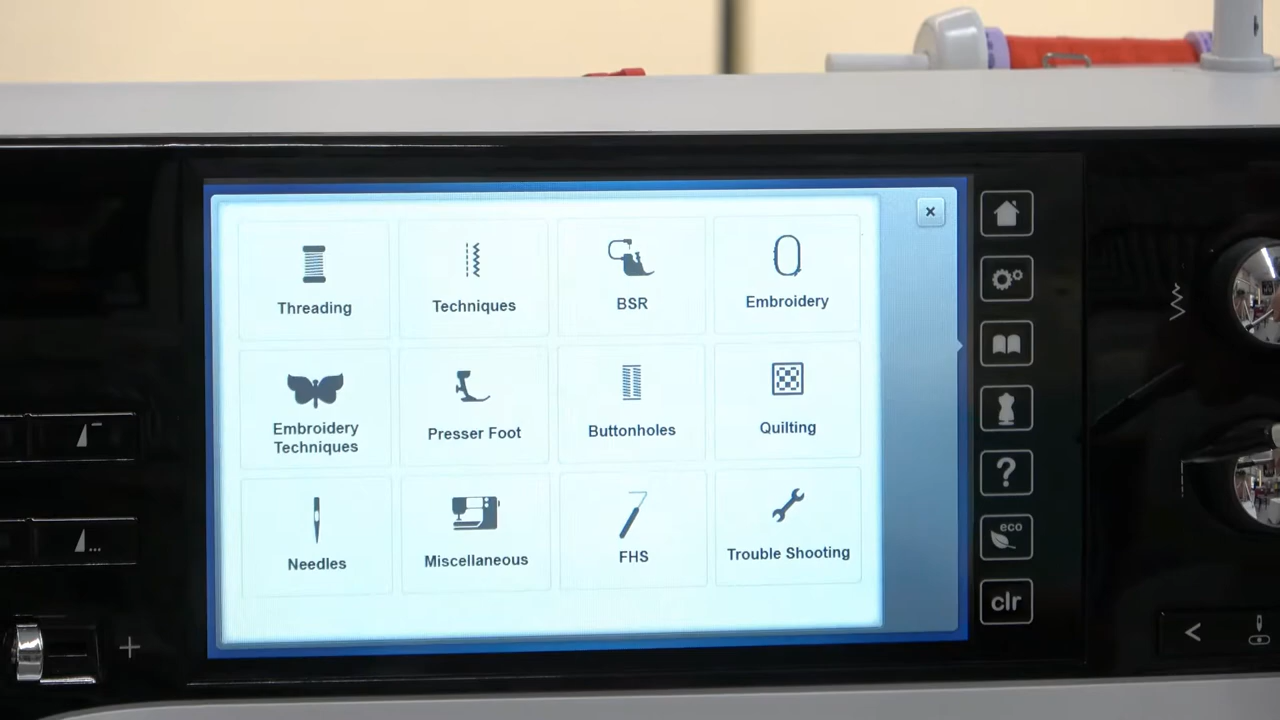 Threading
Techniques
BSR
Embroidery
Embroidery
Techniques
Presser Foot
Buttonholes
Quilting
Needles
Miscellaneous
FHS
Trouble Shooting
?
eco
clr